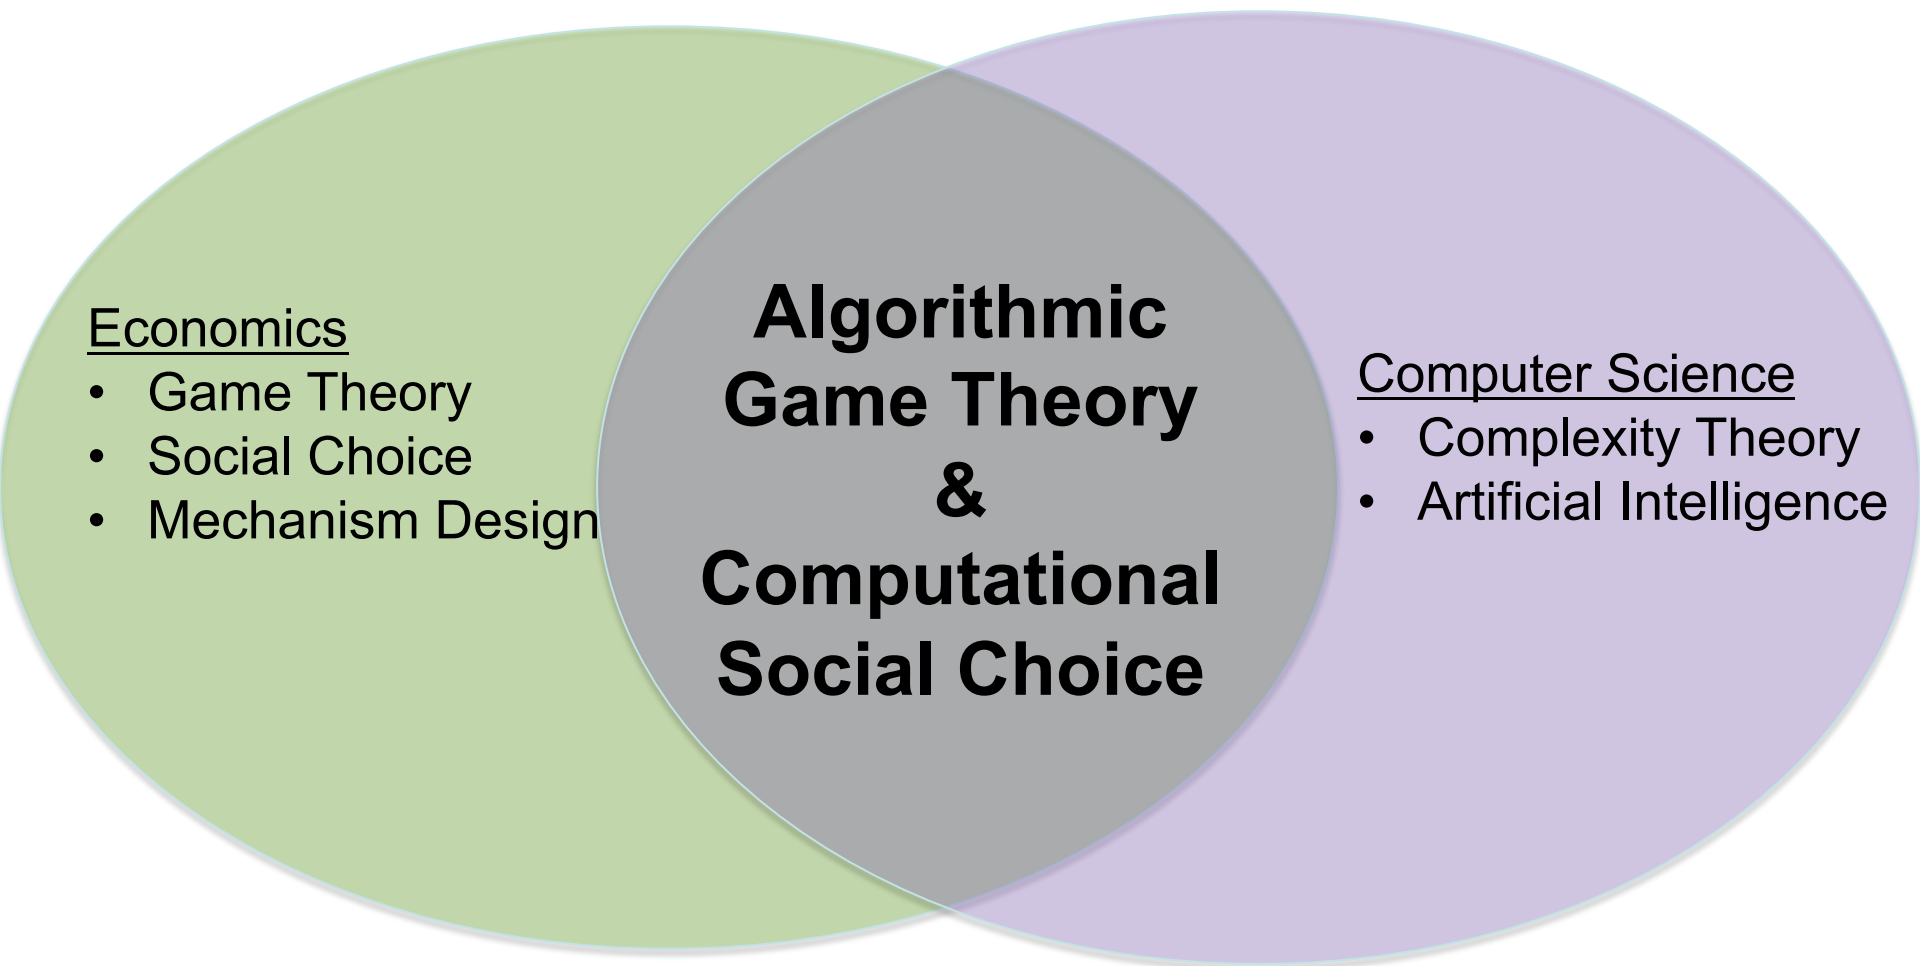 Economics
• Game Theory
• Social Choice
• Mechanism Design
Algorithmic
Game Theory
&
Computational
Social Choice
Computer Science
• Complexity Theory
• Artificial Intelligence